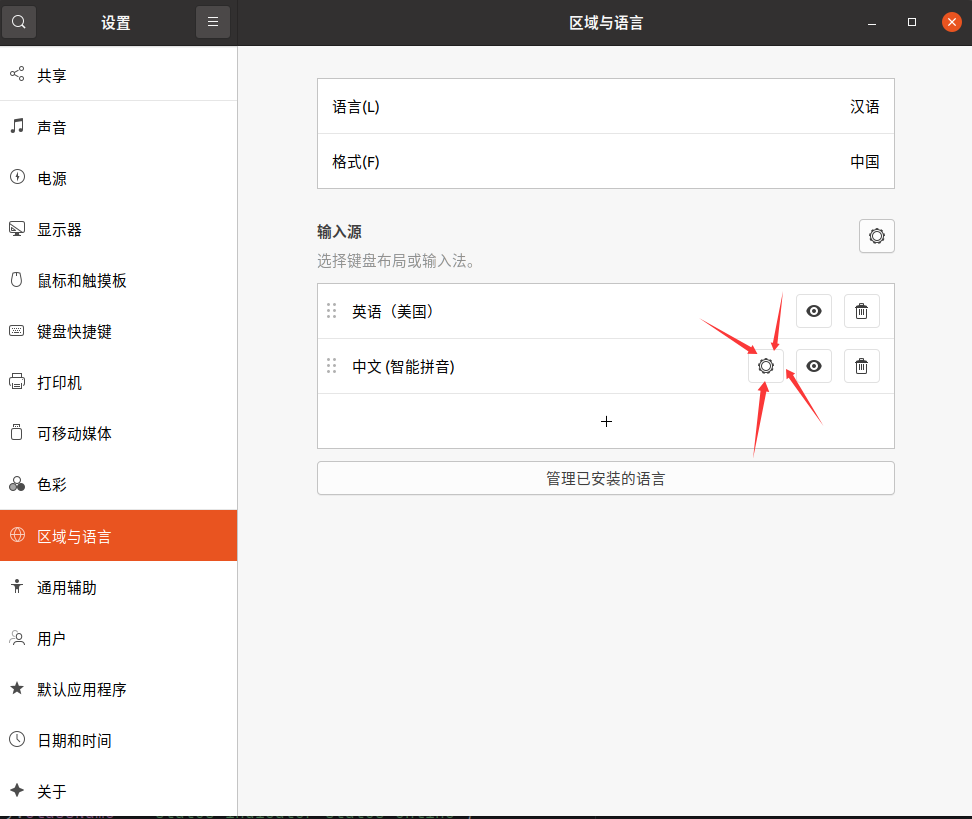 设置
区域与语言
共享
声音
电源
显示器
鼠标和触摸板
键盘快捷键
打印机
可移动媒体
色彩
区域与语言
通用辅助
用户
默认应用程序
日期和时间
关于
语言(L) 汉语
格式(F) 中国
输入源
选择键盘布局或输入法。
英语（美国）
中文 (智能拼音)
管理已安装的语言